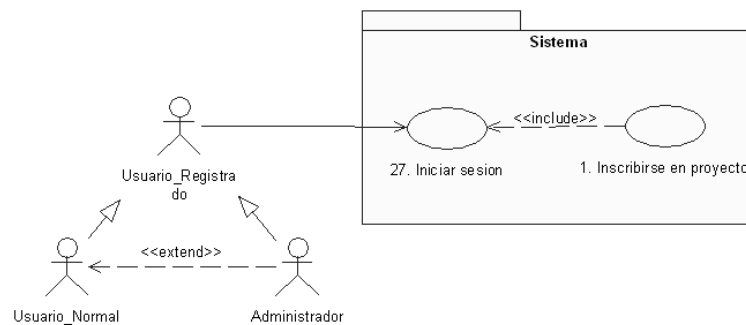 Sistema
<<include>>
27. Iniciar sesion
1. Inscribirse en proyecto
Usuario_Registra
do
<<extend>>
Usuario_Normal
Administrador